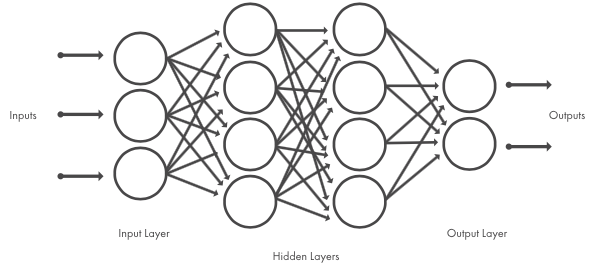 Inputs
Outputs
Input Layer
Output Layer
Hidden Layers